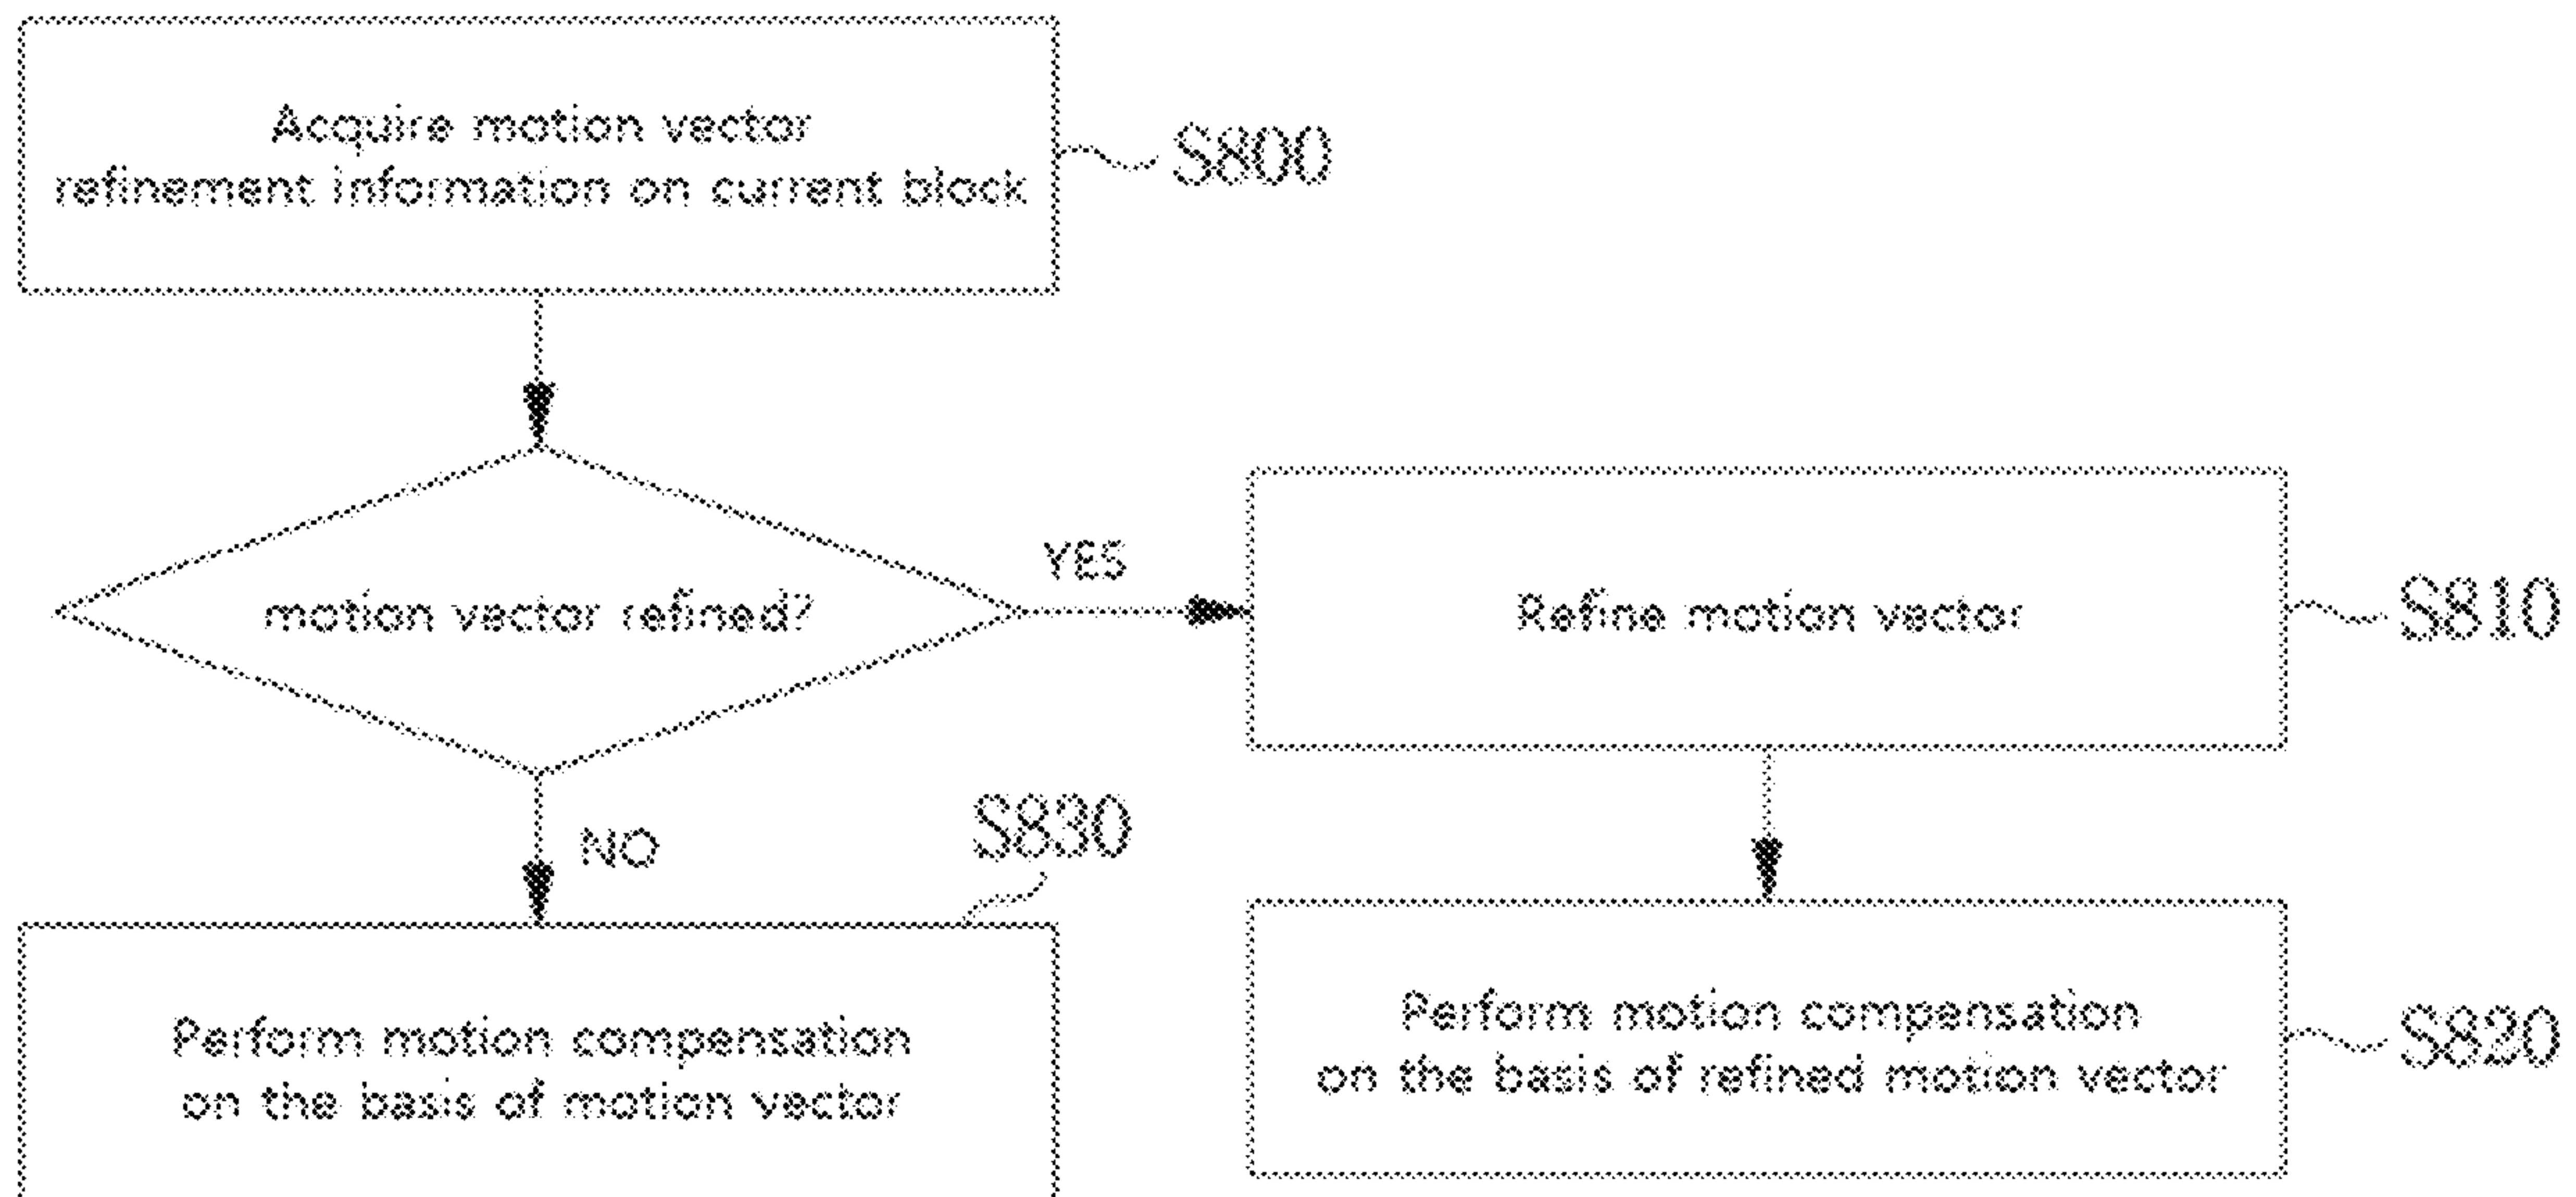 Acquire motion vector
refinement information on current block
S800
motion vector refined?
YES
Refine motion vector
S810
NO
S830
Perform motion compensation
on the basis of motion vector
Perform motion compensation
on the basis of refined motion vector
S820